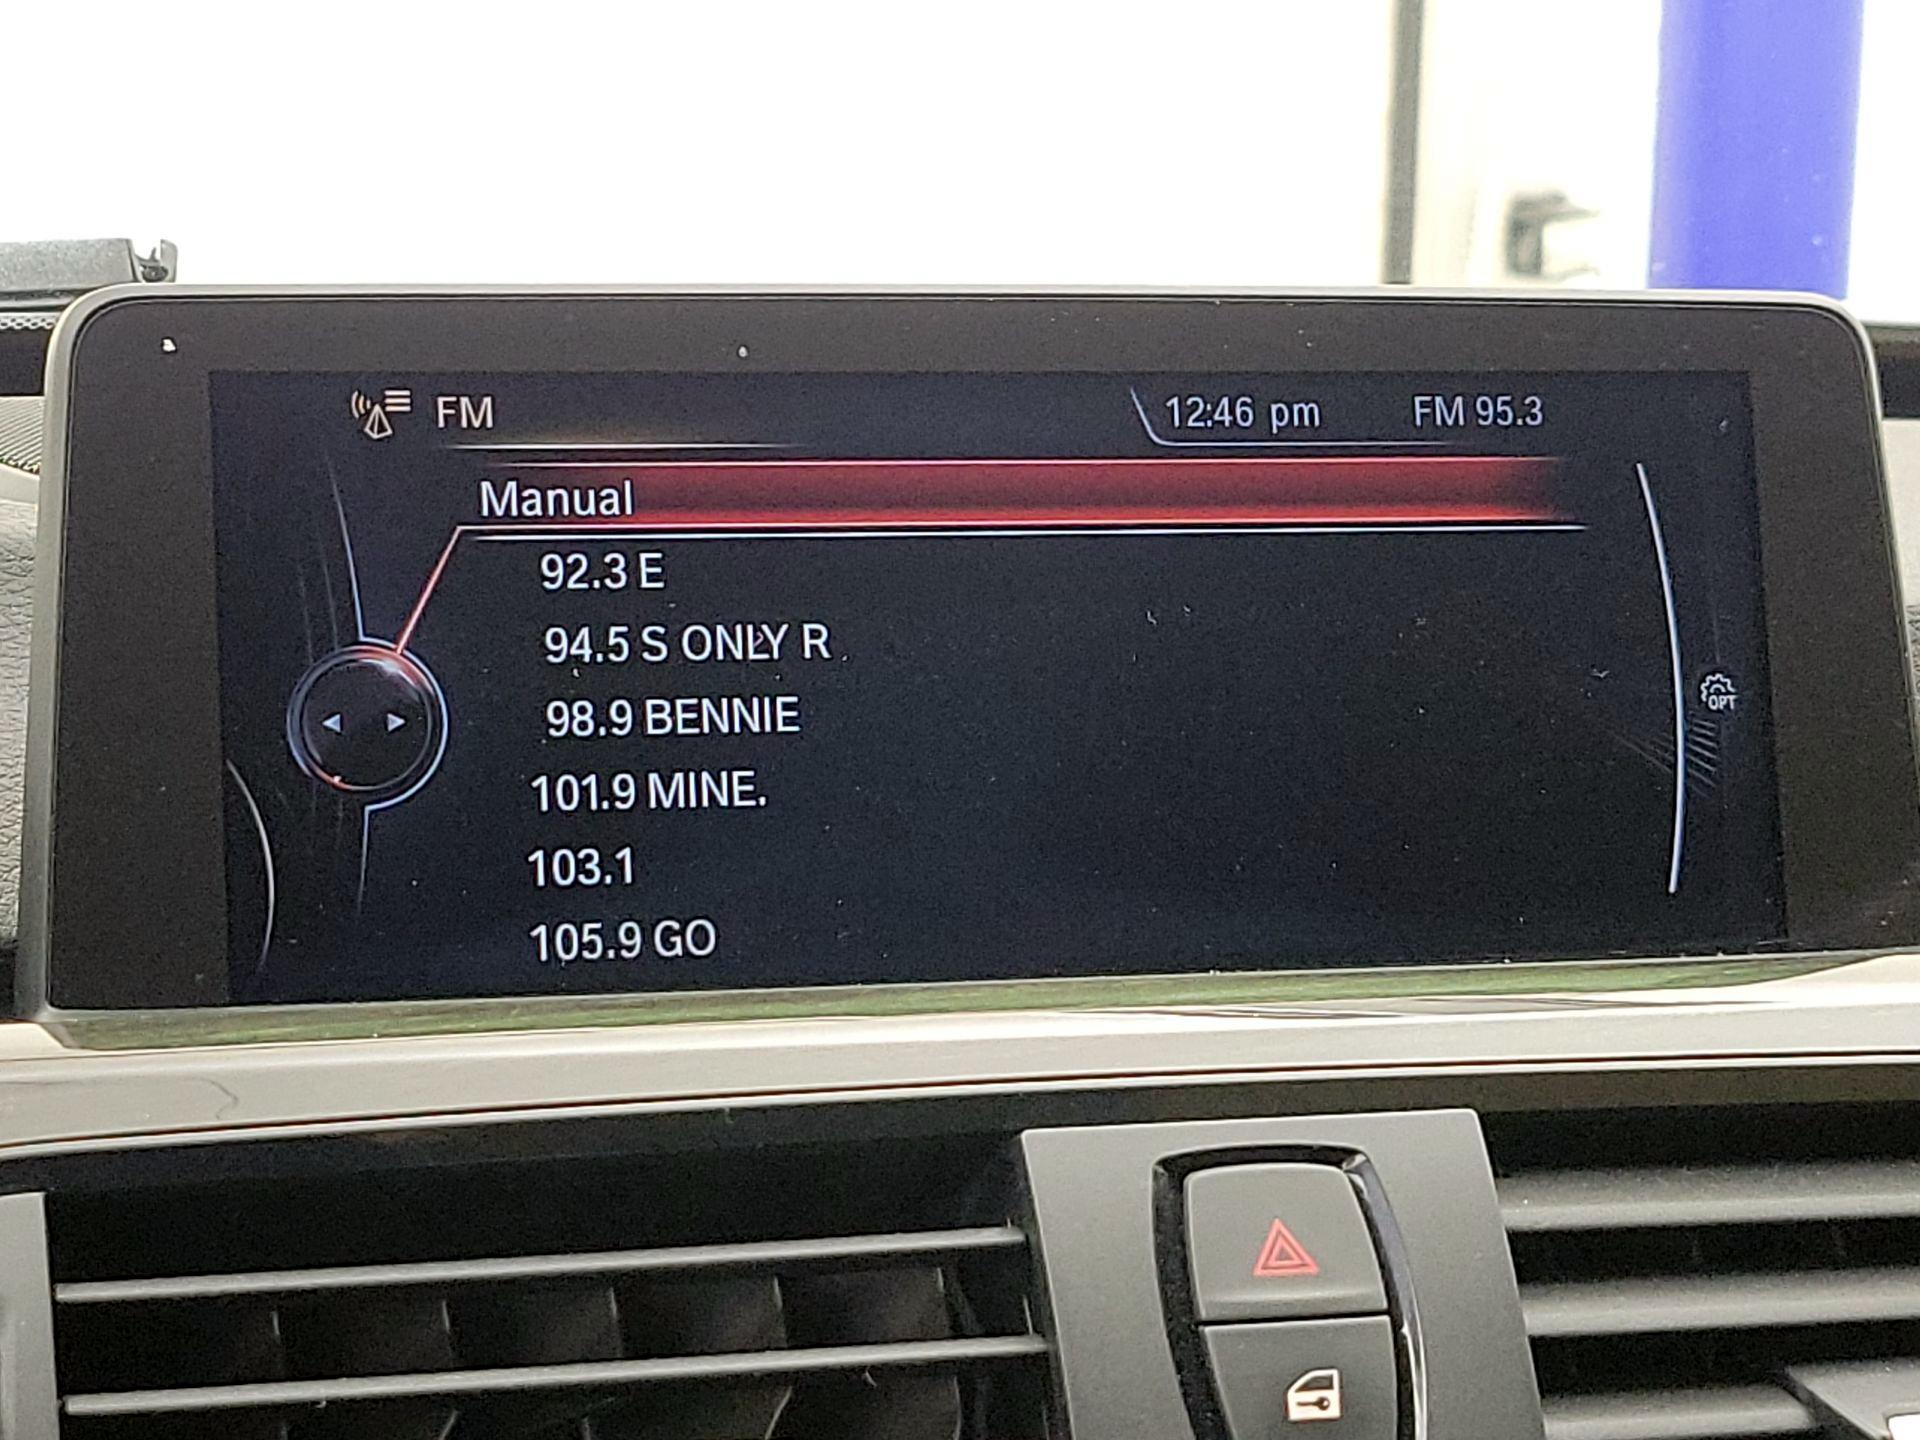 FM
12:46 pm
FM 95.3
Manual
92.3 E
94.5 S ONLY R
98.9 BENNIE
101.9 MINE.
103.1
105.9 GO
OPT